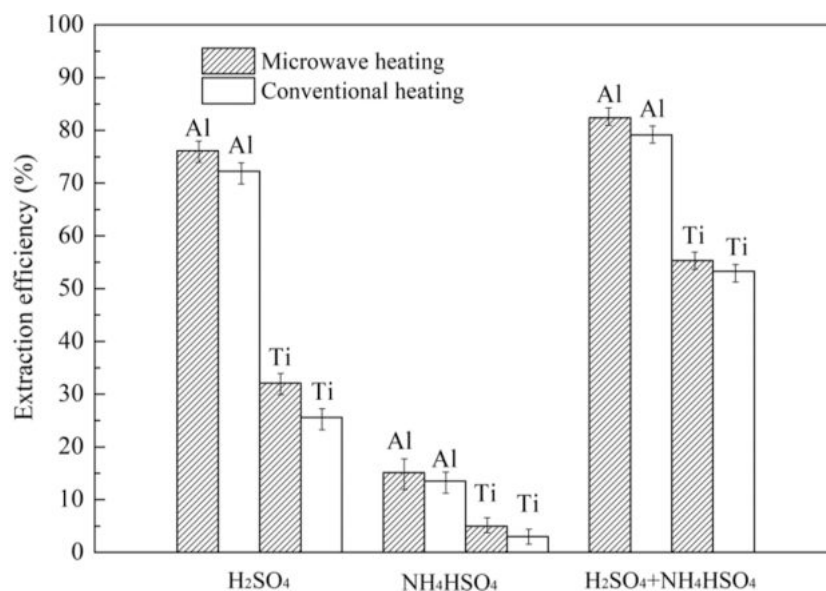 100
90
80
70
60
50
40
30
20
10
0
Extraction efficiency (%)
Microwave heating
Conventional heating
Al
Al
Ti
Ti
Al
Al
Ti
Ti
Al
Al
Ti
Ti
H₂SO₄
NH₄HSO₄
H₂SO₄+NH₄HSO₄